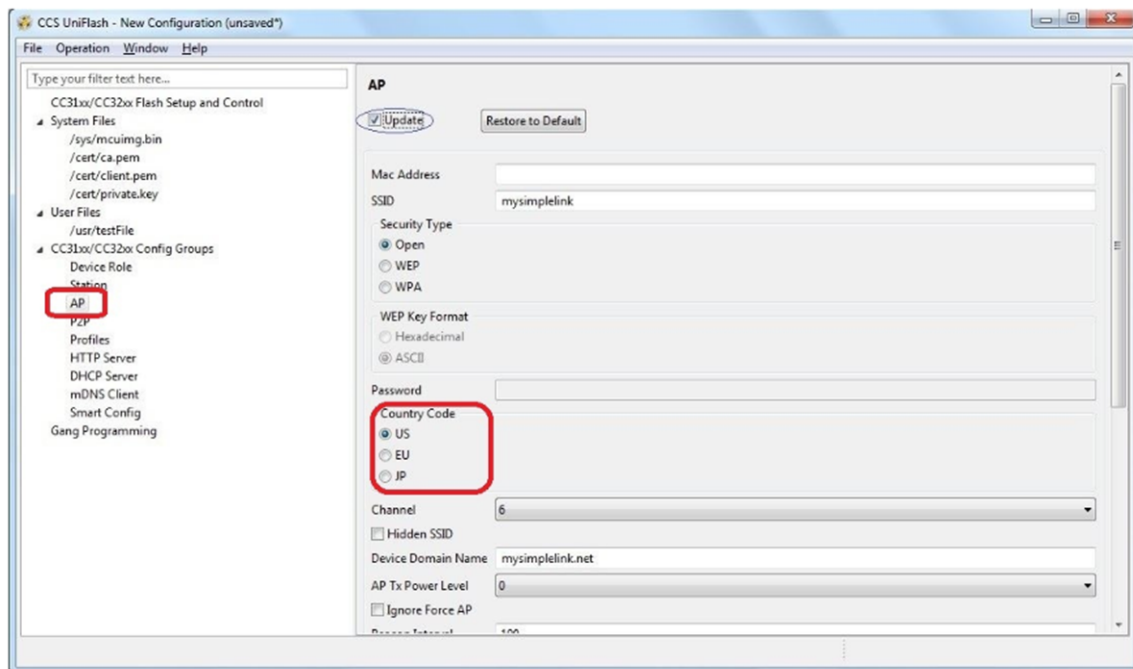 CCS UniFlash - New Configuration (unsaved*)
File Operation Window Help
Type your filter text here...
CC31xx/CC32xx Flash Setup and Control
System Files
/sys/mcuimg.bin
/cert/ca.pem
/cert/client.pem
/cert/private.key
User Files
/usr/testFile
CC31xx/CC32xx Config Groups
Device Role
Station
AP
P2P
Profiles
HTTP Server
DHCP Server
mDNS Client
Smart Config
Gang Programming
AP
Update
Restore to Default
Mac Address
SSID mysimplelink
Security Type
Open
WEP
WPA
WEP Key Format
Hexadecimal
ASCII
Password
Country Code
US
EU
JP
Channel 6
Hidden SSID
Device Domain Name mysimplelink.net
AP Tx Power Level 0
Ignore Force AP
Beacon Interval 100